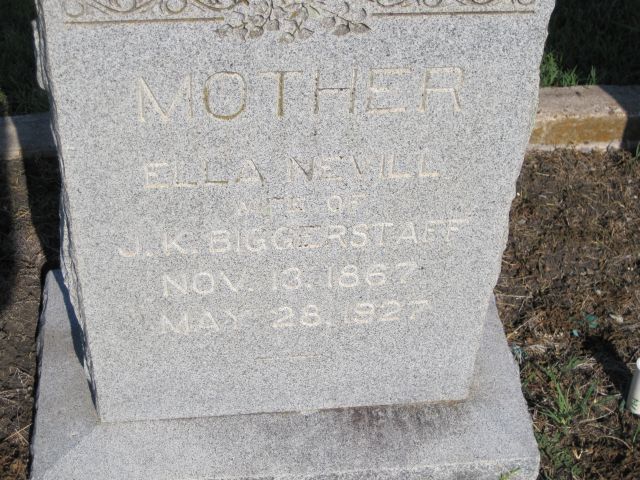 MOTHER
ELLA NEVILL
WIFE OF
J. K. BIGGERSTAFF
NOV. 13, 1867
MAY 28, 1927